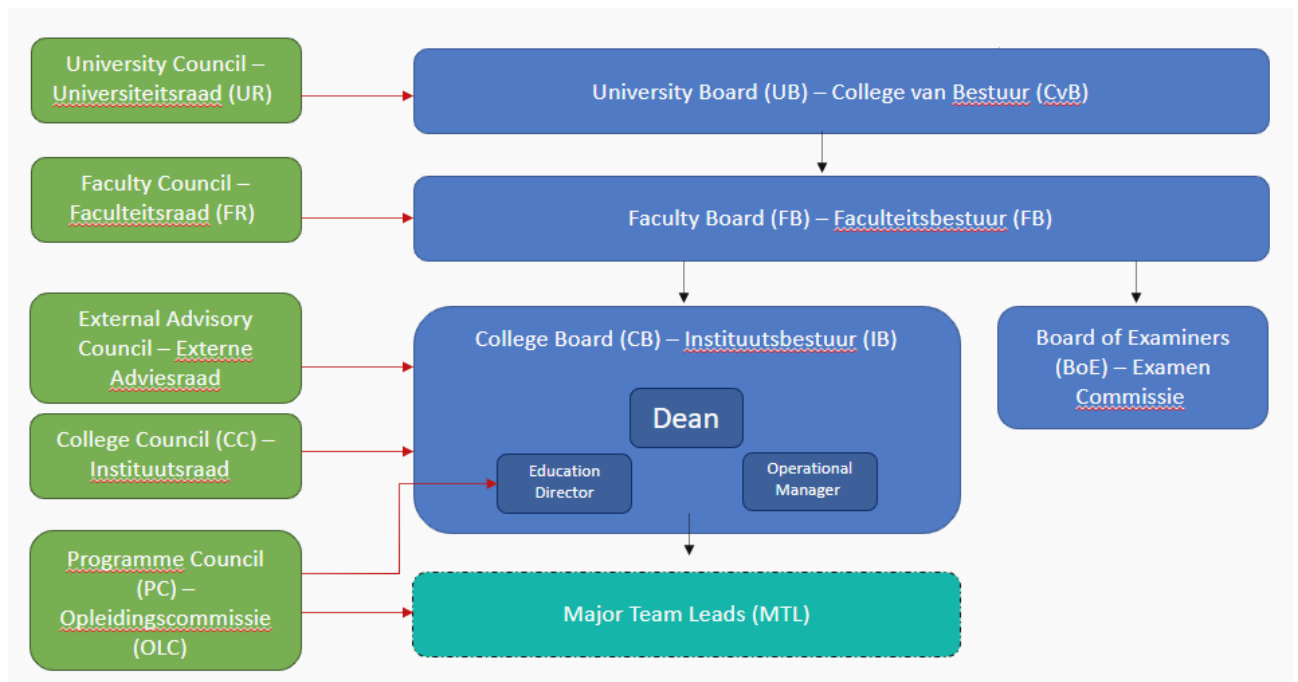 University Council –
Universiteitsraad (UR)
University Board (UB) – College van Bestuur (CvB)
Faculty Council –
Faculteitsraad (FR)
Faculty Board (FB) – Faculteitsbestuur (FB)
External Advisory
Council – Externe
Adviesraad
College Council (CC) –
Instituutsraad
College Board (CB) – Instituutsbestuur (IB)
Dean
Education
Director
Operational
Manager
Board of Examiners
(BoE) – Examen
Commissie
Programme Council
(PC) –
Opleidingscommissie
(OLC)
Major Team Leads (MTL)